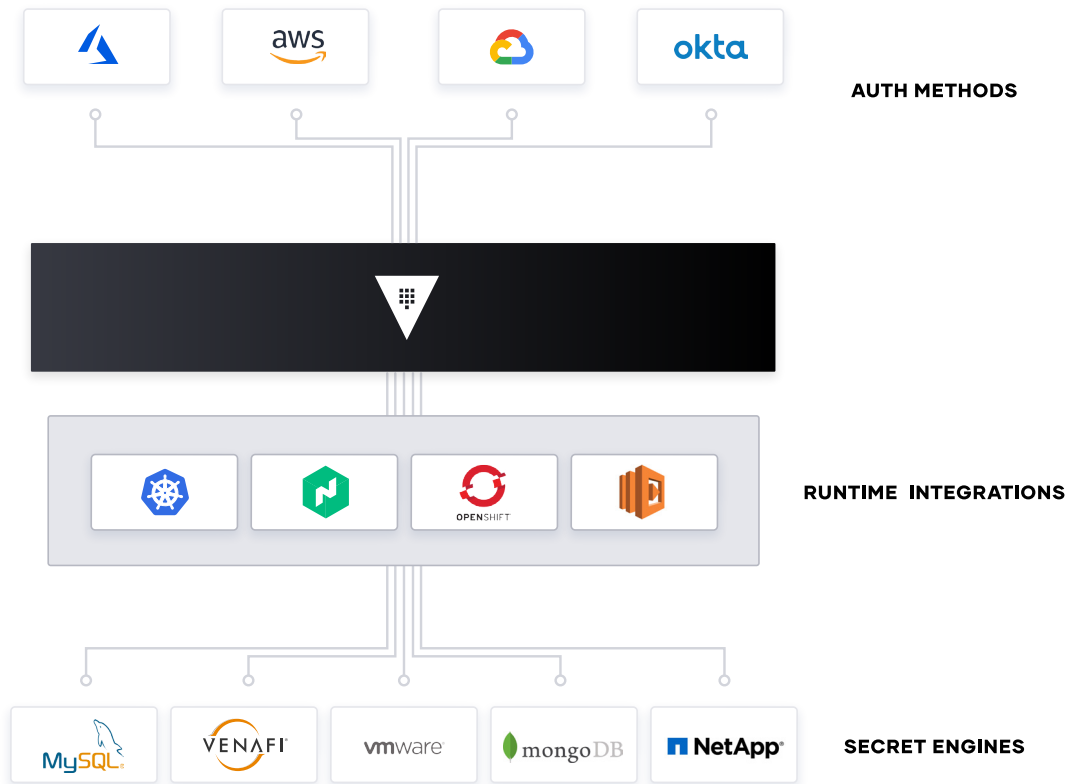 aws
okta
AUTH METHODS
OPENSHIFT
RUNTIME INTEGRATIONS
MySQL
VENAFI
vmware
mongoDB
NetApp
SECRET ENGINES